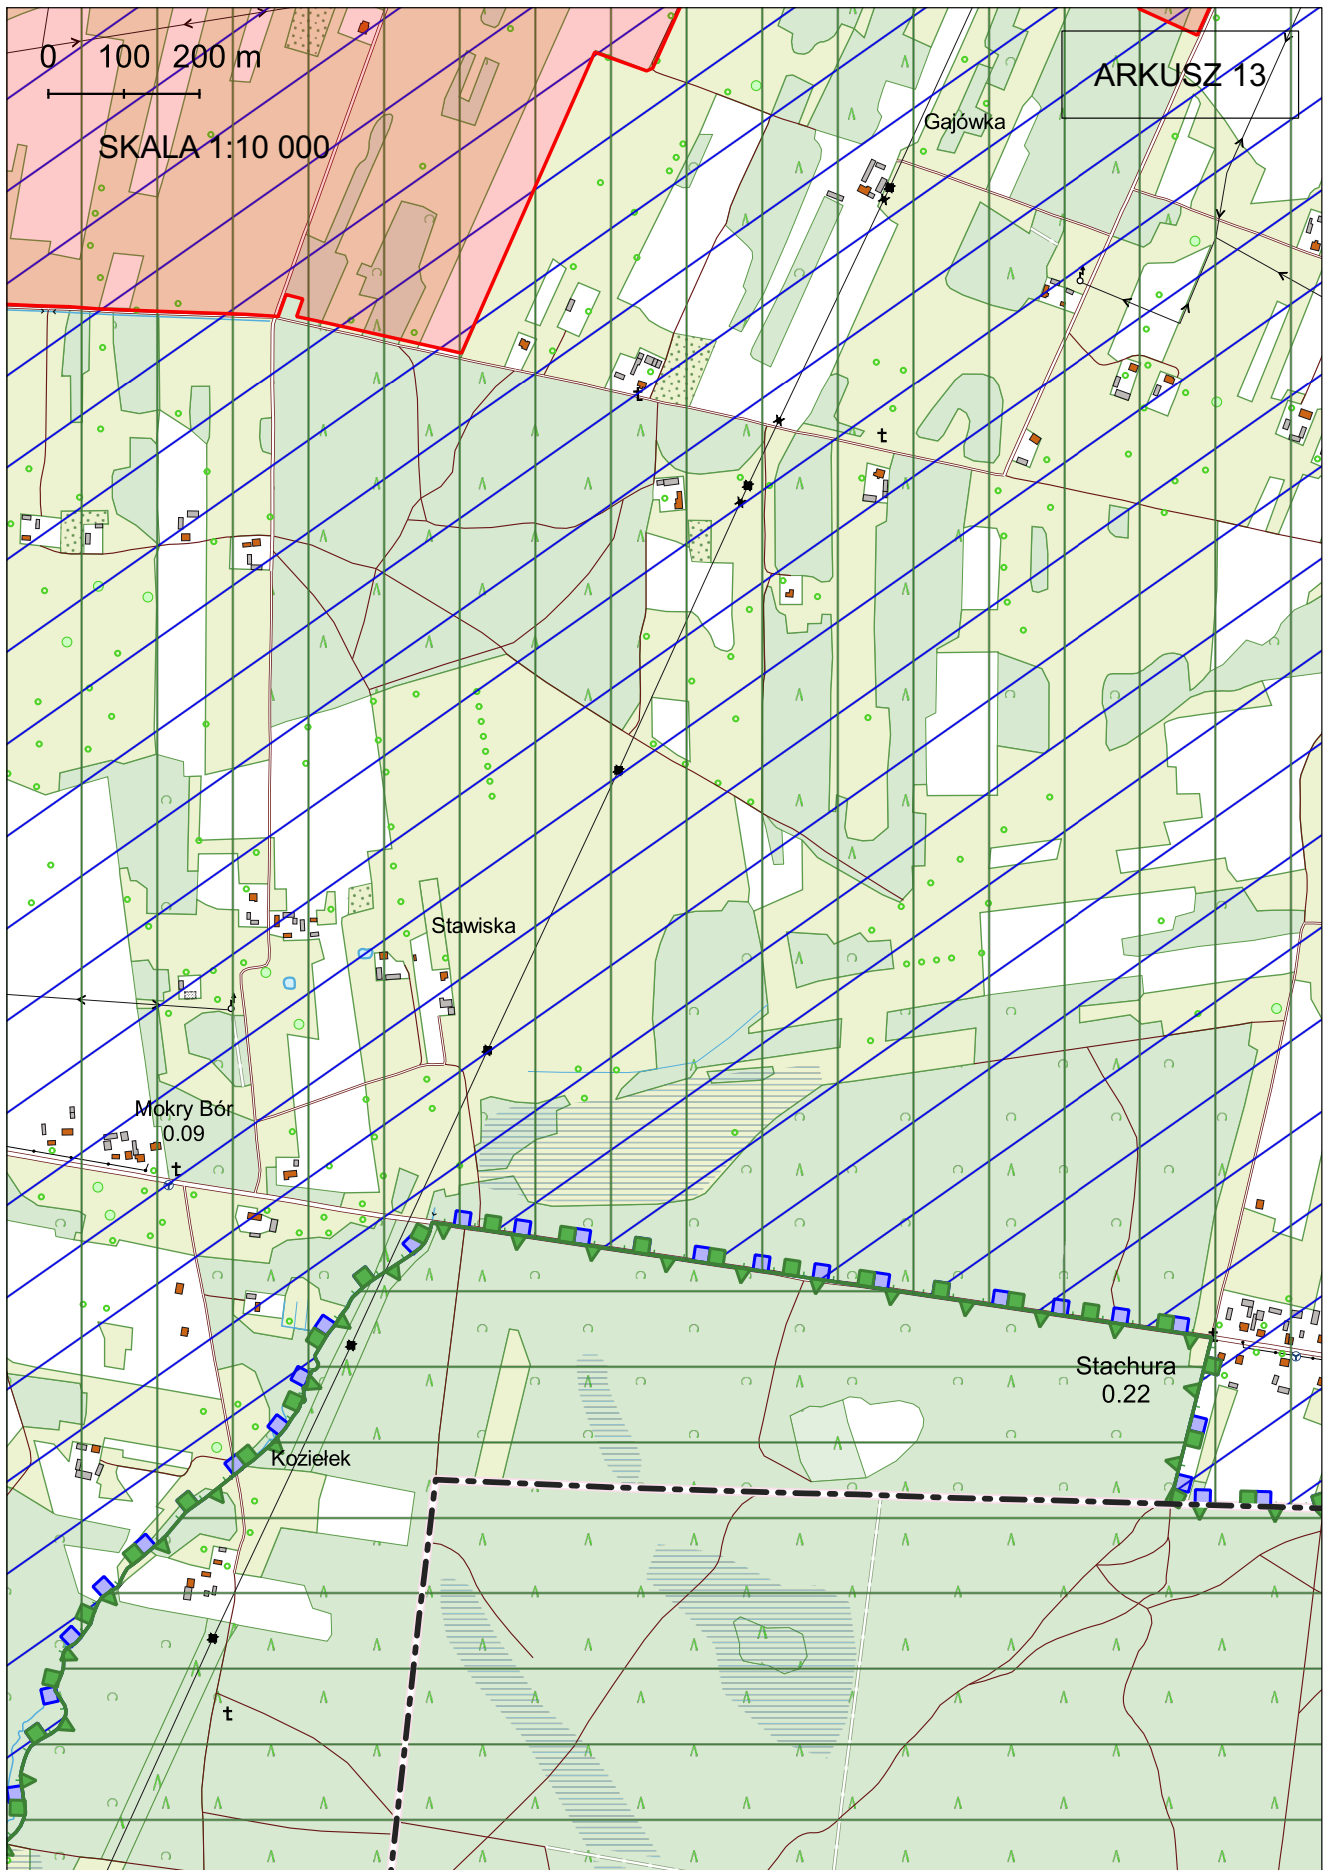 0 100 200 m
ARKUSZ 13
SKALA 1:10 000
Gajówka
Stawiska
Mokry Bór
0.09
Stachura
0.22
Koziełek